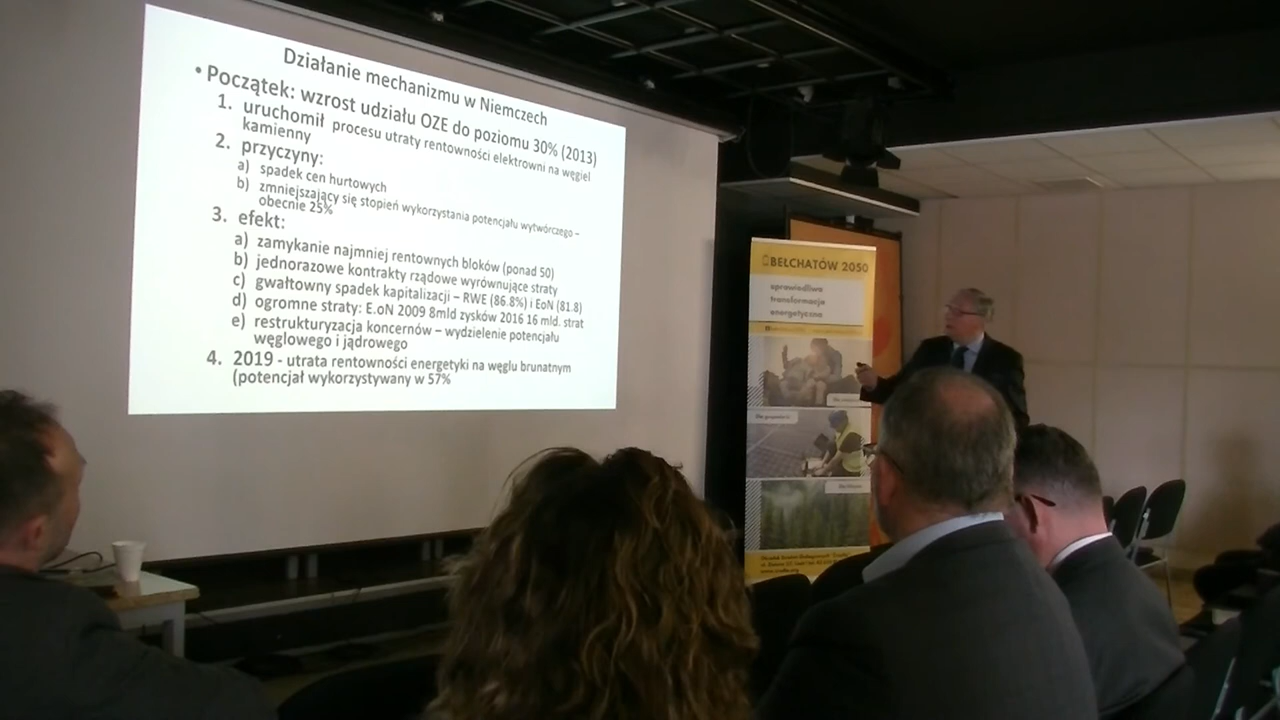 Działanie mechanizmu w Niemczech
• Początek: wzrost udziału OZE do poziomu 30% (2013)
1. uruchomił procesu utraty rentowności elektrowni na węgiel
kamienny
2. przyczyny:
a) spadek cen hurtowych
b) zmniejszający się stopień wykorzystania potencjału wytwórczego –
obecnie 25%
3. efekt:
a) zamykanie najmniej rentownych bloków (ponad 50)
b) jednorazowe kontrakty rządowe wyrównujące straty
c) gwałtowny spadek kapitalizacji – RWE (86.8%) i EoN (81.8)
d) ogromne straty: E.oN 2009 8mld zysków 2016 16 mld. strat
e) restrukturyzacja koncernów – wydzielenie potencjału
węglowego i jądrowego
4. 2019 - utrata rentowności energetyki na węglu brunatnym
(potencjał wykorzystywany w 57%
BEŁCHATÓW 2050
sprawiedliwa
transformacja
energetyczna